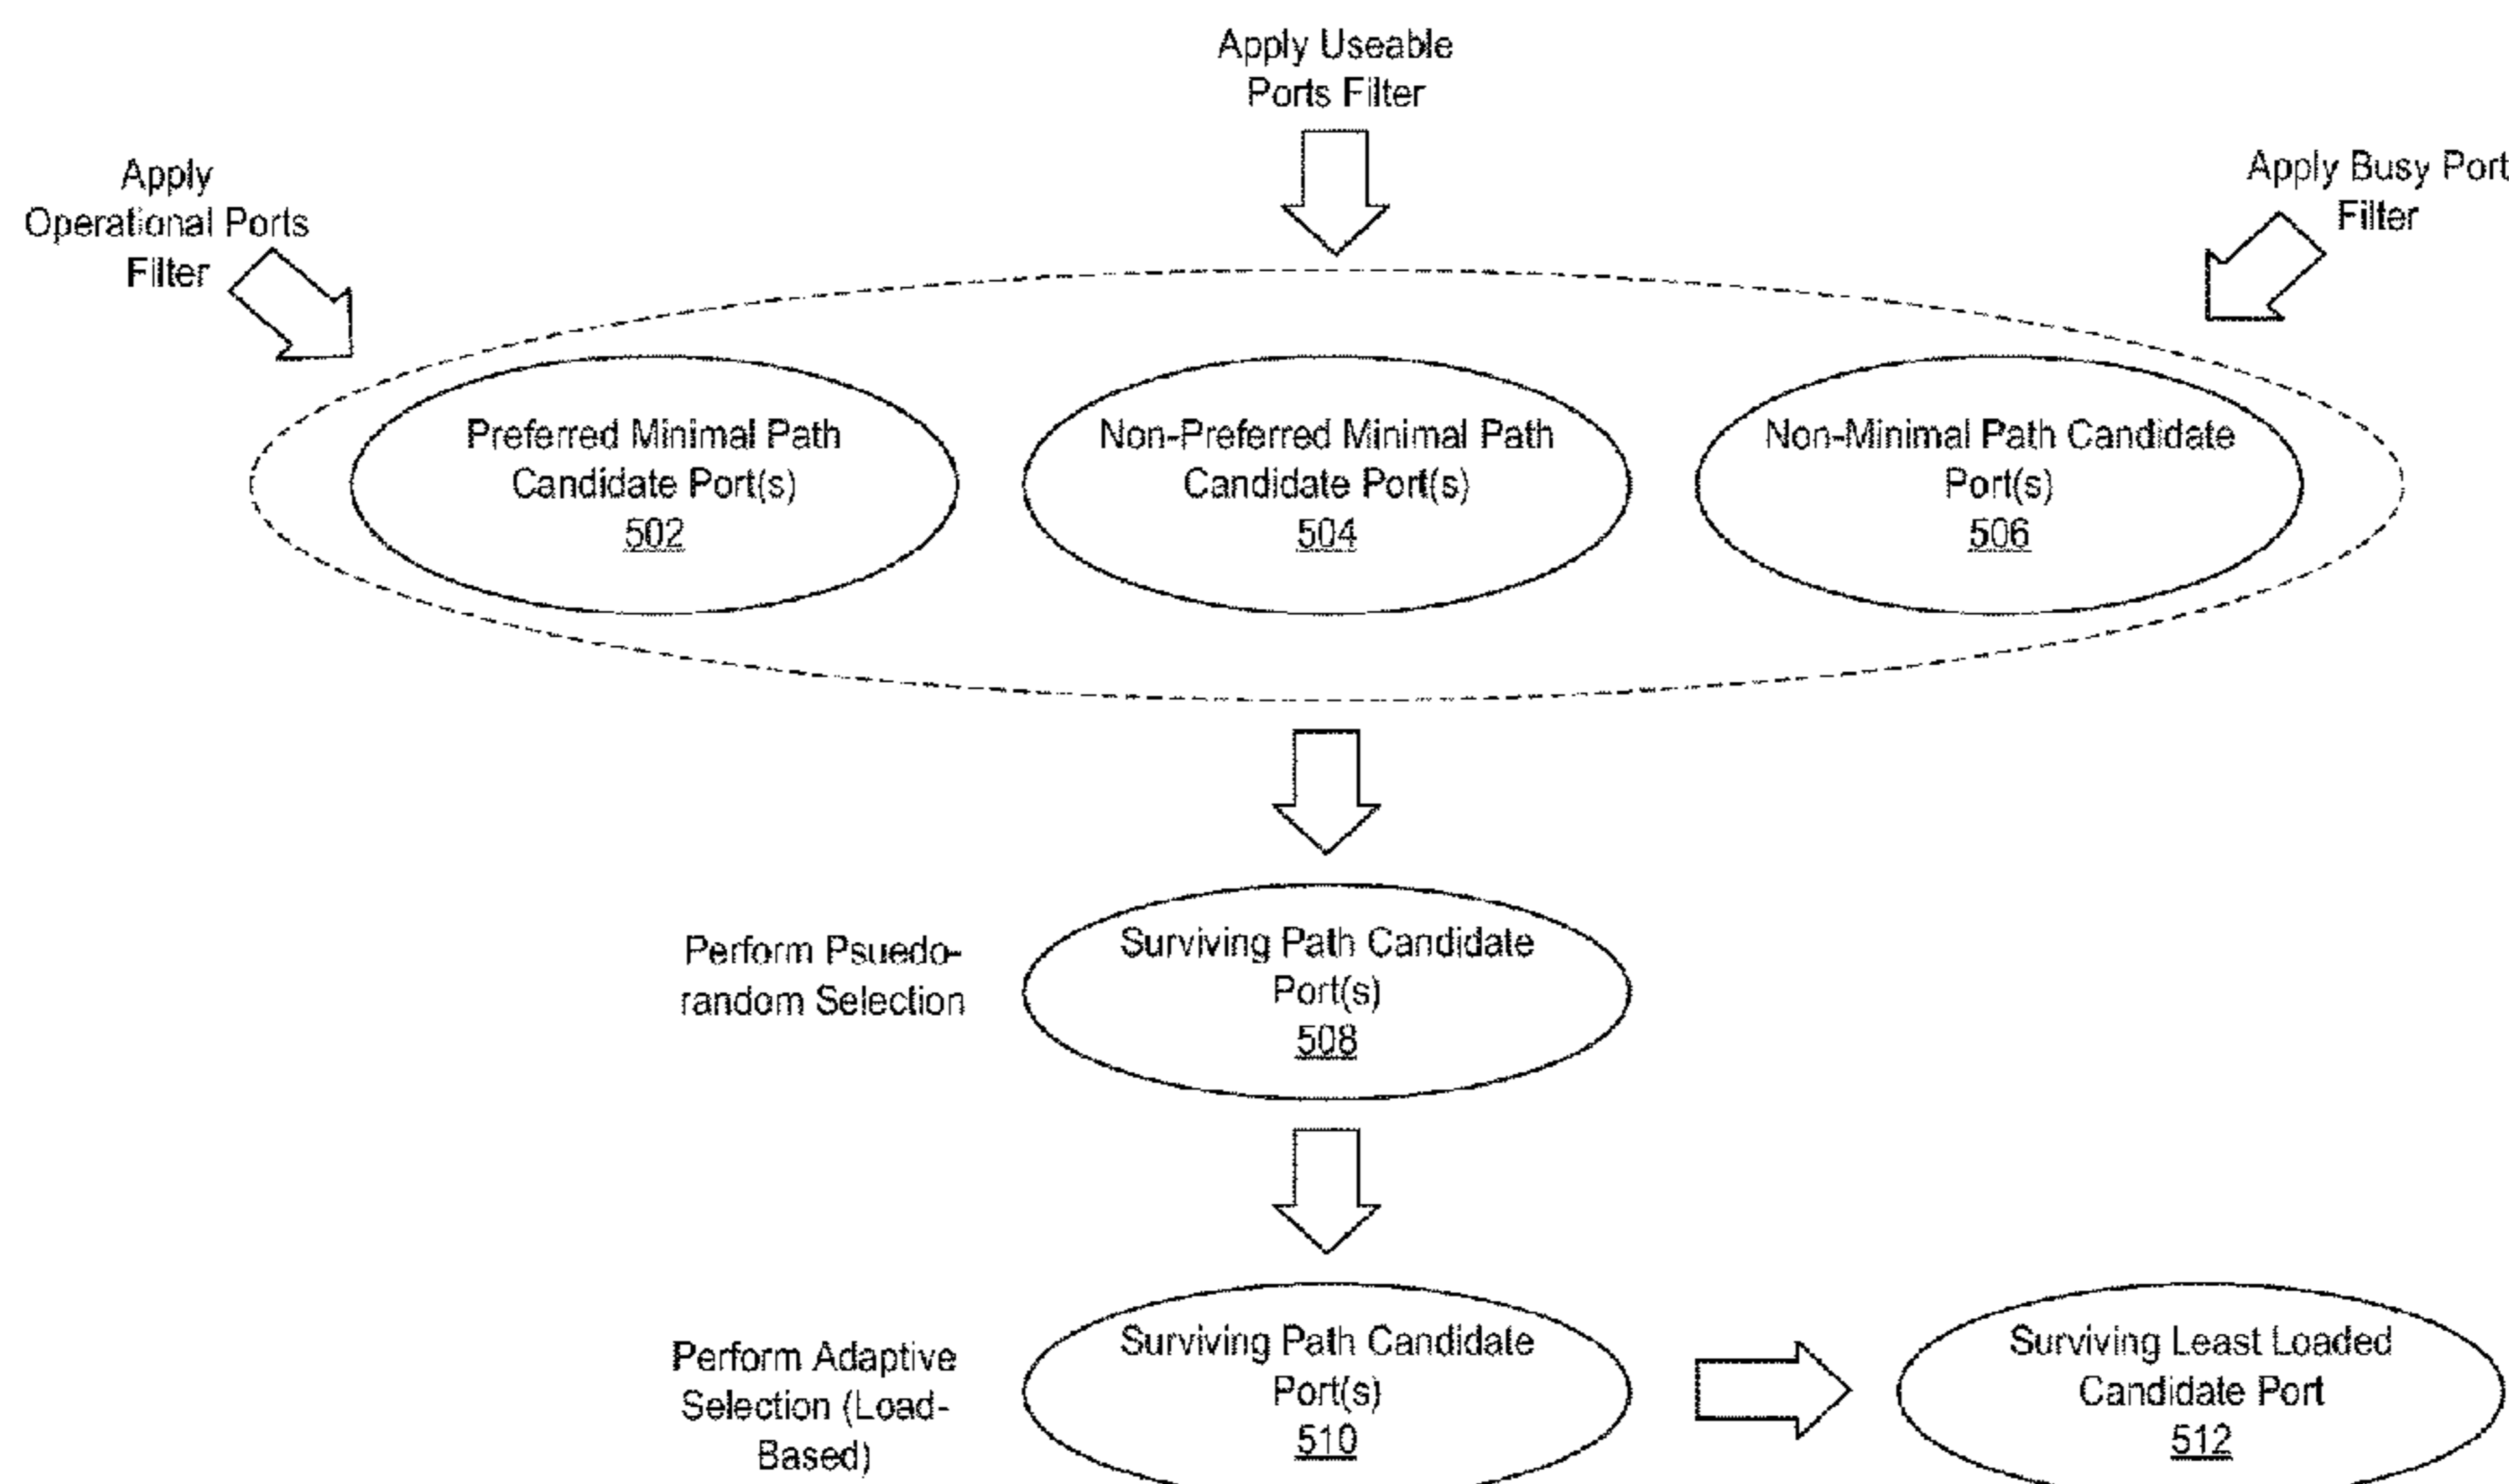 Apply Useable
Ports Filter
Apply
Operational Ports
Filter
Apply Busy Port
Filter
Preferred Minimal Path
Candidate Port(s)
502
Non-Preferred Minimal Path
Candidate Port(s)
504
Non-Minimal Path Candidate
Port(s)
506
Perform Psuedo-
random Selection
Surviving Path Candidate
Port(s)
508
Perform Adaptive
Selection (Load-
Based)
Surviving Path Candidate
Port(s)
510
Surviving Least Loaded
Candidate Port
512